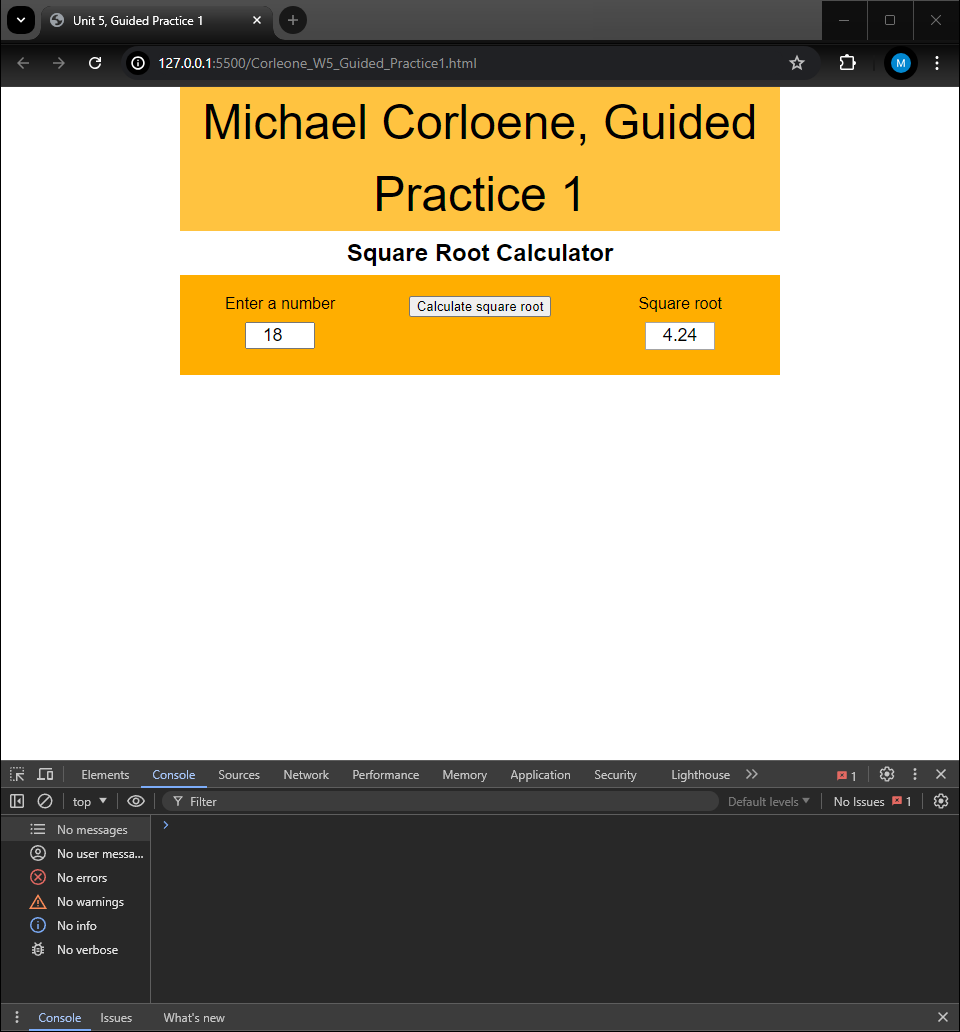 Unit 5, Guided Practice 1
127.0.0.1:5500/Corleone_W5_Guided_Practice1.html
M
Michael Corloene, Guided
Practice 1
Square Root Calculator
Enter a number
Calculate square root
Square root
18
4.24
Elements Console Sources Network Performance Memory Application Security Lighthouse 1
top Filter Default levels No Issues 1
No messages
No user messa...
No errors
No warnings
No info
No verbose
Console Issues What's new